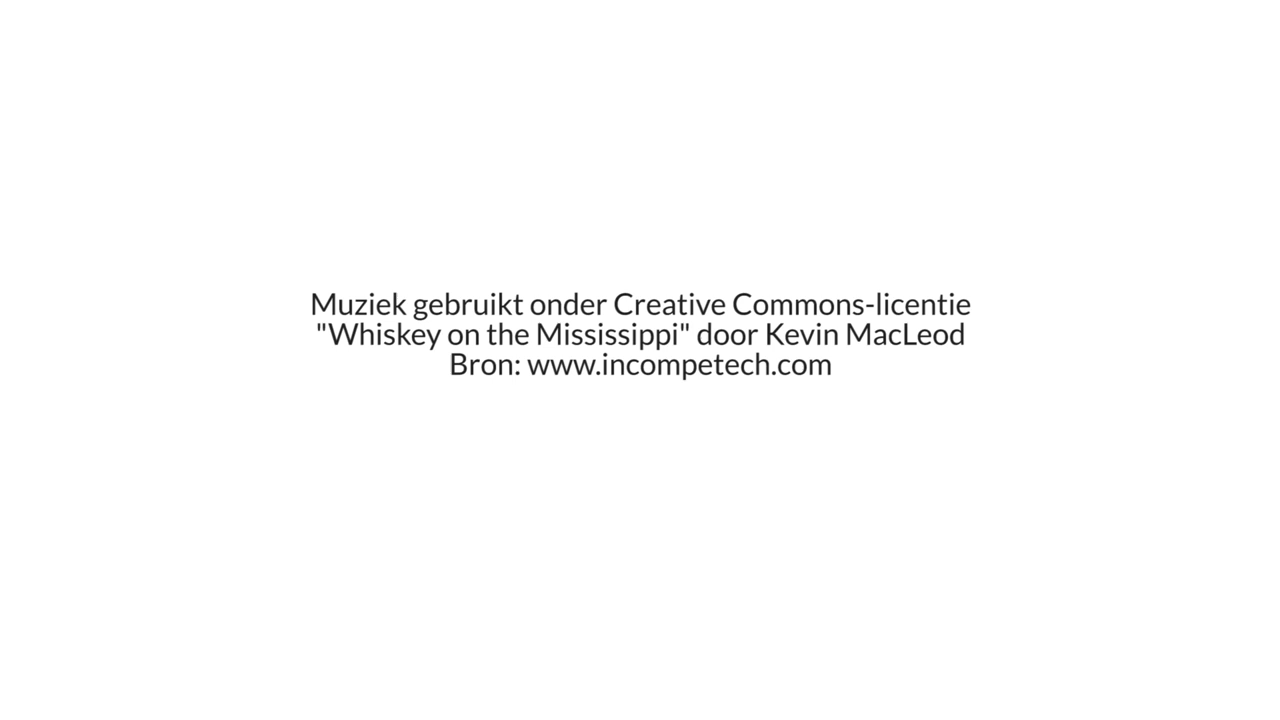 Muziek gebruikt onder Creative Commons-licentie
"Whiskey on the Mississippi" door Kevin MacLeod
Bron: www.incompetech.com